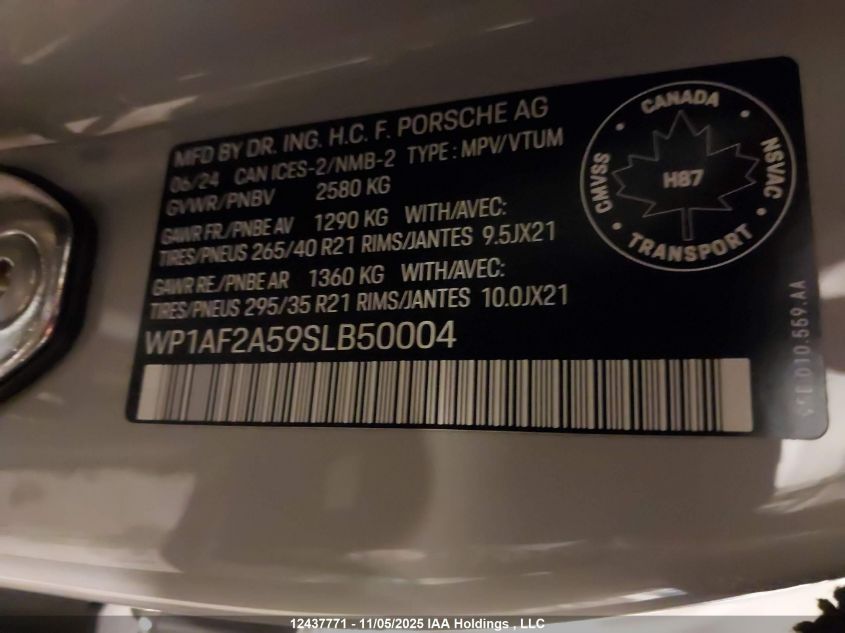 MFD BY DR. ING. H.C. F. PORSCHE AG
06/24 CAN ICES-2/NMB-2 TYPE : MPV/VTUM
GVWR/PNBV 2580 KG
GAWR FR./PNBE AV 1290 KG WITH/AVEC:
TIRES/PNEUS 265/40 R21 RIMS/JANTES 9.5JX21
GAWR RE./PNBE AR 1360 KG WITH/AVEC:
TIRES/PNEUS 295/35 R21 RIMS/JANTES 10.0JX21
WP1AF2A59SLB50004
CANADA
CMVSS
NSVAC
H87
TRANSPORT
010.559.AA
12437771 - 11/05/2025 IAA Holdings , LLC